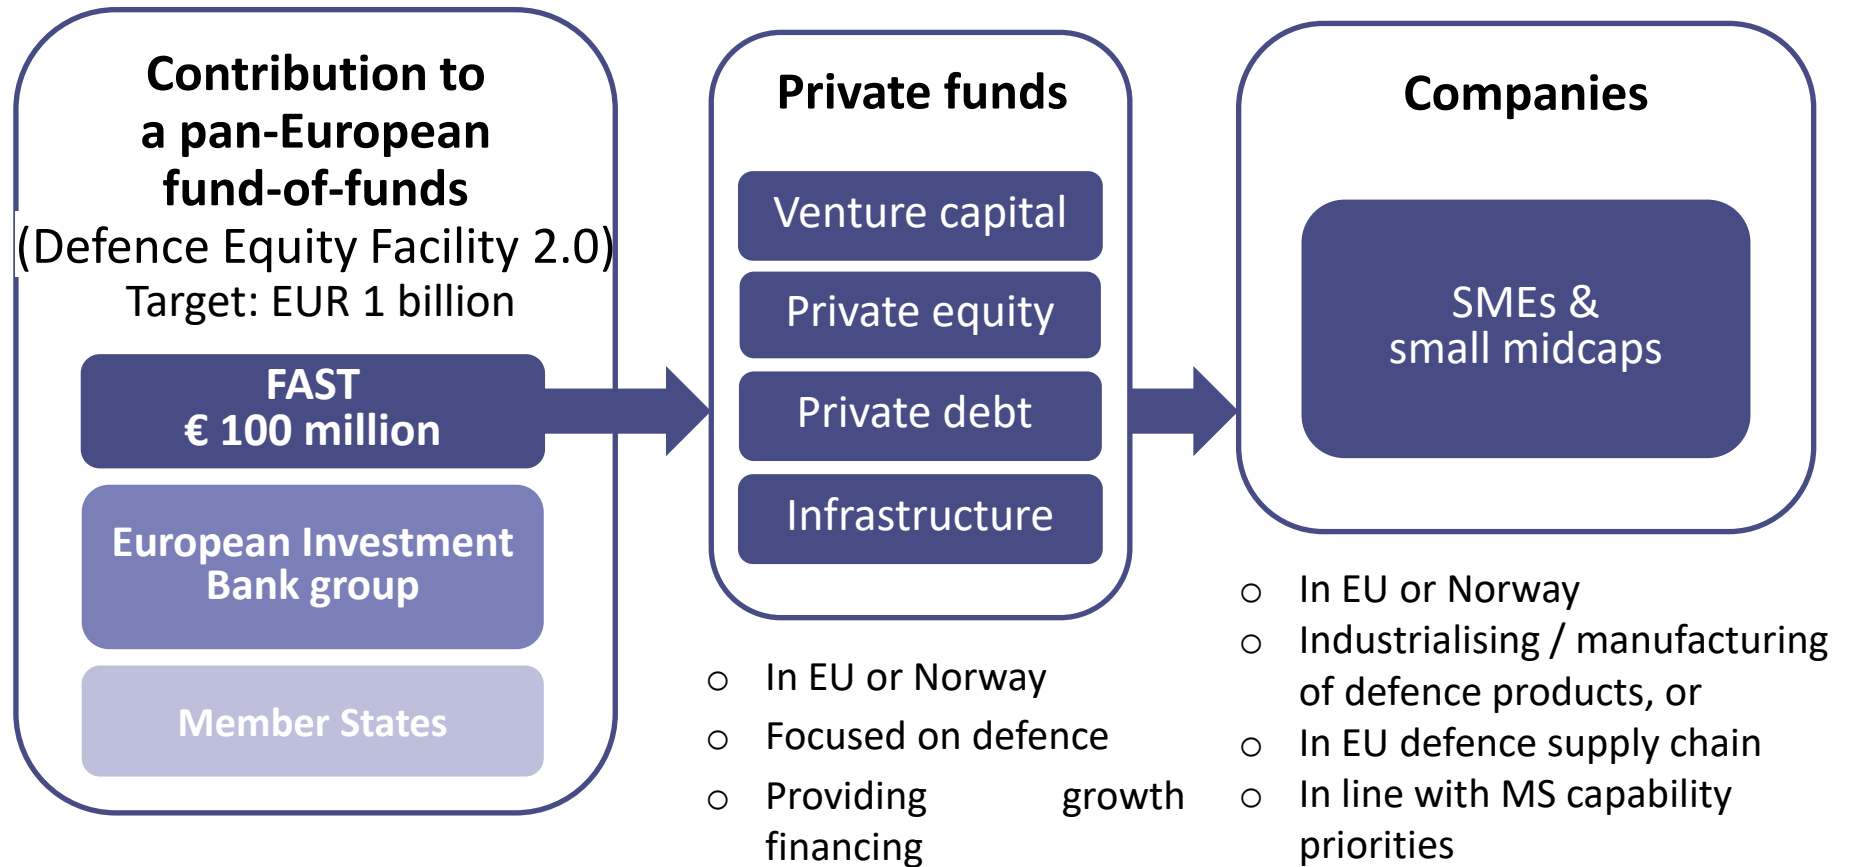 Contribution to
a pan-European
fund-of-funds
(Defence Equity Facility 2.0)
Target: EUR 1 billion
FAST
€ 100 million
European Investment
Bank group
Member States
Private funds
Venture capital
Private equity
Private debt
Infrastructure
○ In EU or Norway
○ Focused on defence
○ Providing growth
financing
Companies
SMEs &
small midcaps
○ In EU or Norway
○ Industrialising / manufacturing
of defence products, or
○ In EU defence supply chain
○ In line with MS capability
priorities